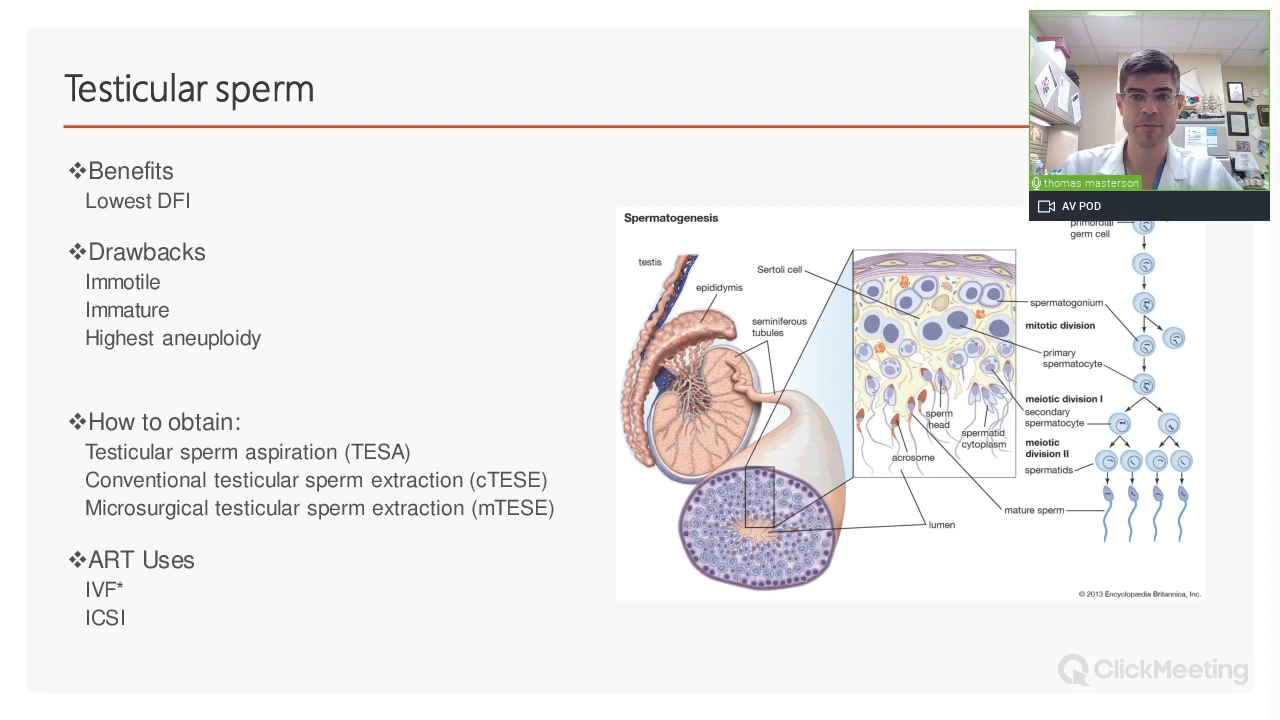 Testicular sperm
❖Benefits
Lowest DFI
❖Drawbacks
Immotile
Immature
Highest aneuploidy
❖How to obtain:
Testicular sperm aspiration (TESA)
Conventional testicular sperm extraction (cTESE)
Microsurgical testicular sperm extraction (mTESE)
❖ART Uses
IVF*
ICSI
thomas masterson
AV POD
Spermatogenesis
testis
epididymis
seminiferous
tubules
Sertoli cell
sperm
head
spermatid
cytoplasm
acrosome
lumen
primordial
germ cell
spermatogonium
mitotic division
primary
spermatocyte
meiotic division I
secondary
spermatocyte
meiotic
division II
spermatids
mature sperm
© 2013 Encyclopædia Britannica, Inc.
ClickMeeting